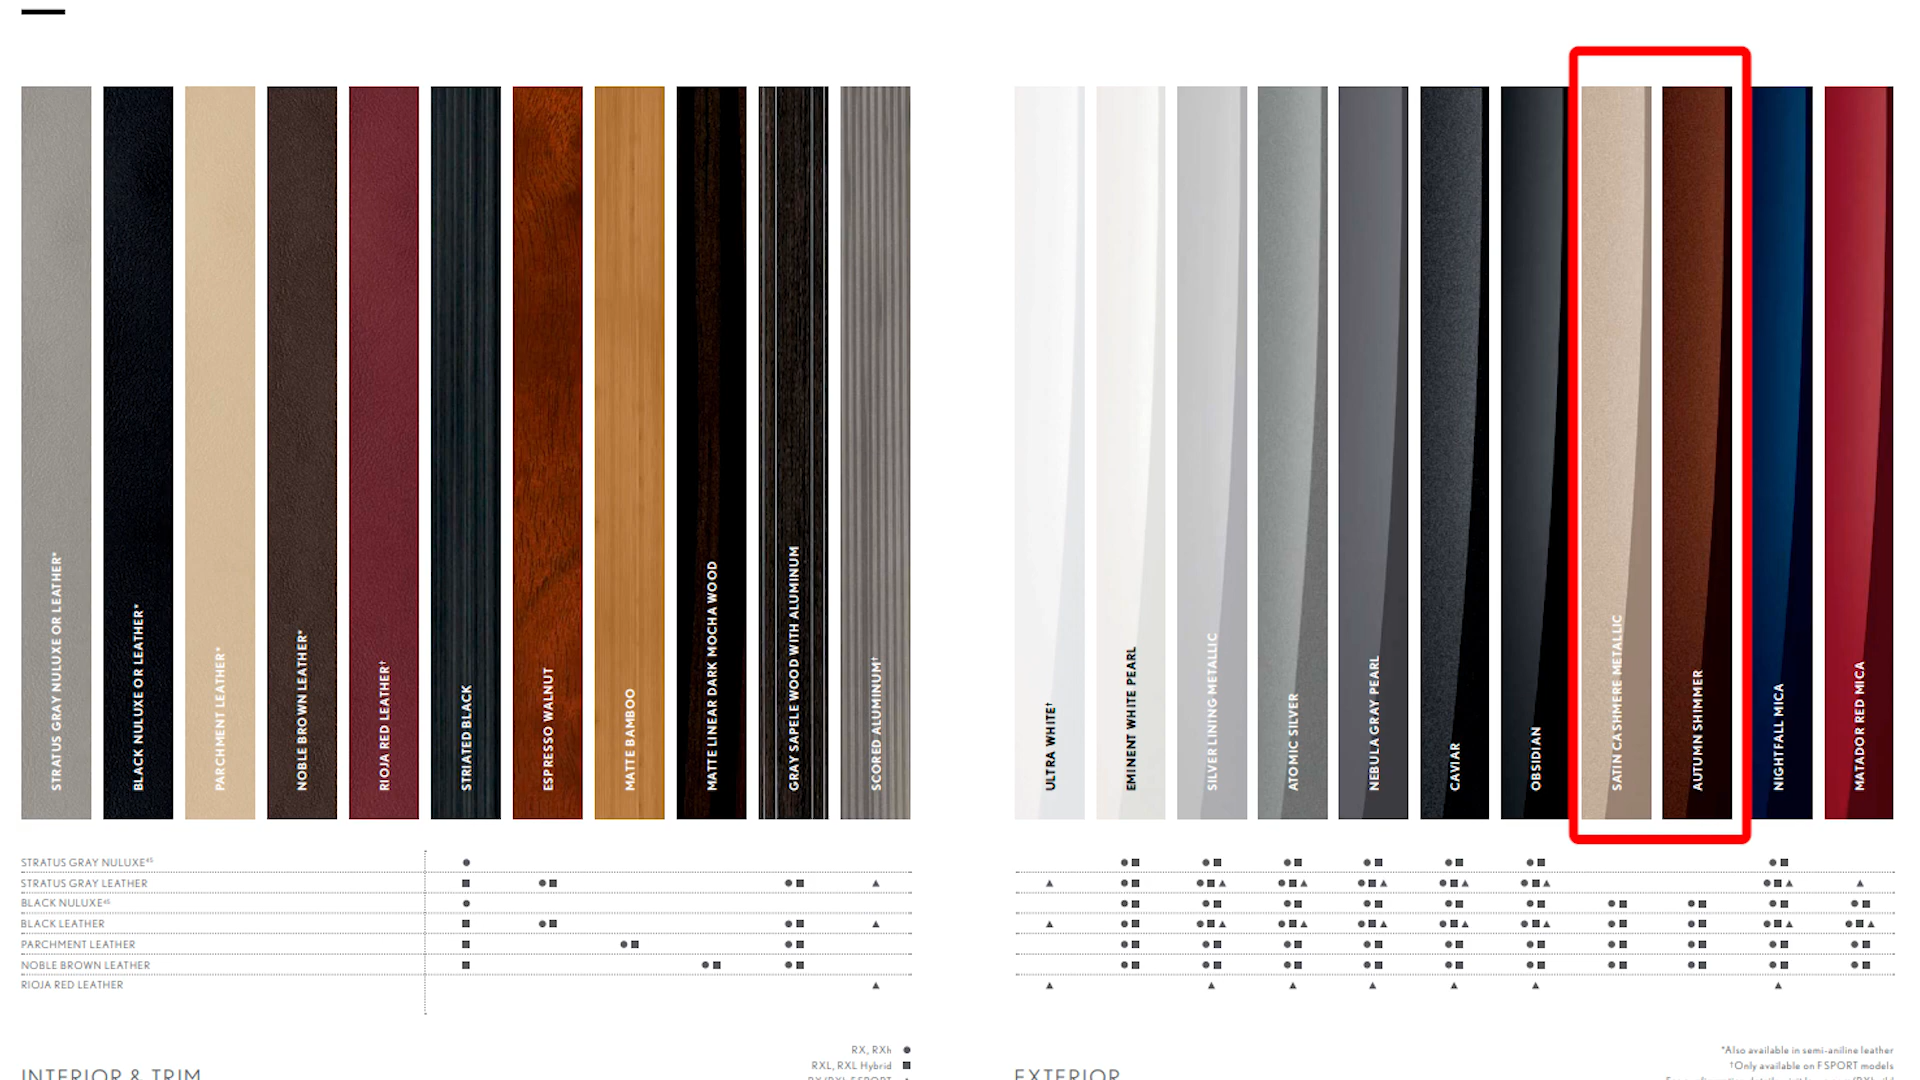 STRATUS GRAY NULUXE OR LEATHER*
BLACK NULUXE OR LEATHER*
PARCHMENT LEATHER*
NOBLE BROWN LEATHER*
RIOJA RED LEATHER†
STRIATED BLACK
ESPRESSO WALNUT
MATTE BAMBOO
MATTE LINEAR DARK MOCHA WOOD
GRAY SAPELE WOOD WITH ALUMINUM
SCORED ALUMINUM†
ULTRA WHITE†
EMINENT WHITE PEARL
SILVER LINING METALLIC
ATOMIC SILVER
NEBULA GRAY PEARL
CAVIAR
OBSIDIAN
SATIN CASHMERE METALLIC
AUTUMN SHIMMER
NIGHTFALL MICA
MATADOR RED MICA
STRATUS GRAY NULUXE⁴⁵
STRATUS GRAY LEATHER
BLACK NULUXE⁴⁵
BLACK LEATHER
PARCHMENT LEATHER
NOBLE BROWN LEATHER
RIOJA RED LEATHER
RX, RXh ●
RXL, RXL Hybrid ■
INTERIOR & TRIM
*Also available in semi-aniline leather
†Only available on F SPORT models
EXTERIOR